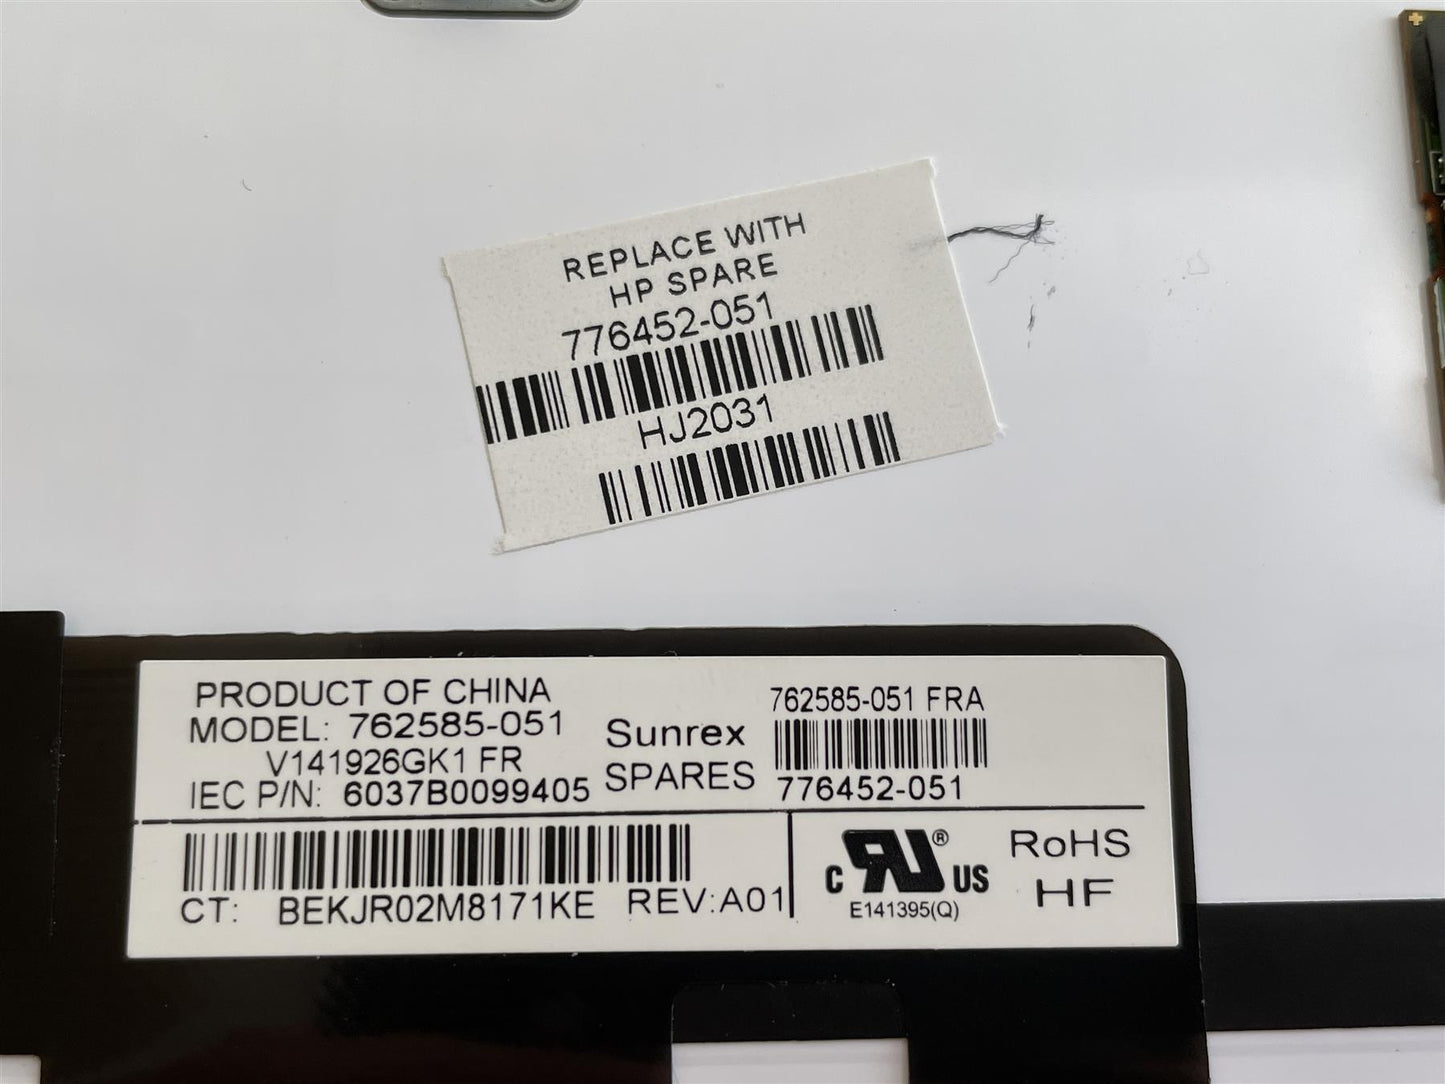 REPLACE WITH
HP SPARE
776452-051
HJ2031
PRODUCT OF CHINA
MODEL: 762585-051
V141926GK1 FR
IEC P/N: 6037B0099405
Sunrex
SPARES
762585-051 FRA
776452-051
CT: BEKJR02M8171KE REV:A01
c RU ® US
E141395(Q)
RoHS
HF